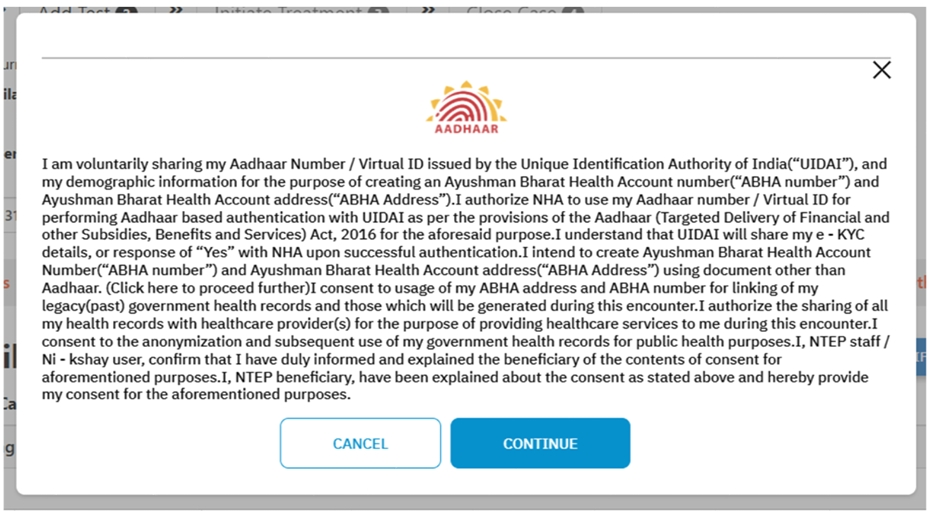 Add Test 2 » Initiate Treatment 3 » Close Case 4
AADHAAR
I am voluntarily sharing my Aadhaar Number / Virtual ID issued by the Unique Identification Authority of India(“UIDAI”), and
my demographic information for the purpose of creating an Ayushman Bharat Health Account number(“ABHA number”) and
Ayushman Bharat Health Account address(“ABHA Address”).I authorize NHA to use my Aadhaar number / Virtual ID for
performing Aadhaar based authentication with UIDAI as per the provisions of the Aadhaar (Targeted Delivery of Financial and
other Subsidies, Benefits and Services) Act, 2016 for the aforesaid purpose.I understand that UIDAI will share my e - KYC
details, or response of “Yes” with NHA upon successful authentication.I intend to create Ayushman Bharat Health Account
Number(“ABHA number”) and Ayushman Bharat Health Account address(“ABHA Address”) using document other than
Aadhaar. (Click here to proceed further)I consent to usage of my ABHA address and ABHA number for linking of my
legacy(past) government health records and those which will be generated during this encounter.I authorize the sharing of all
my health records with healthcare provider(s) for the purpose of providing healthcare services to me during this encounter.I
consent to the anonymization and subsequent use of my government health records for public health purposes.I, NTEP staff /
Ni - kshay user, confirm that I have duly informed and explained the beneficiary of the contents of consent for
aforementioned purposes.I, NTEP beneficiary, have been explained about the consent as stated above and hereby provide
my consent for the aforementioned purposes.
CANCEL CONTINUE